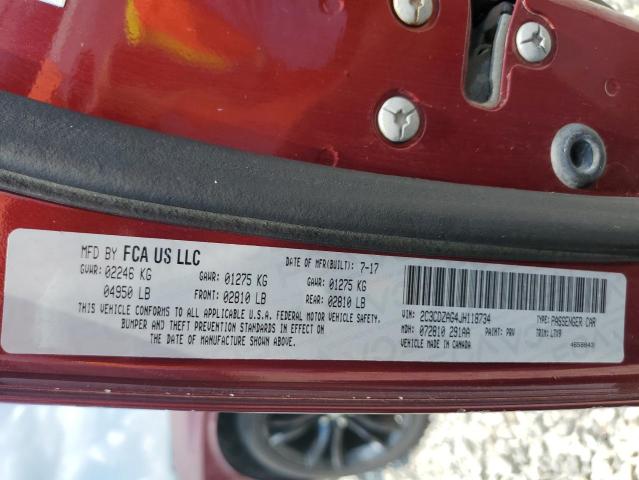 MFD BY FCA US LLC
DATE OF MFR(BUILT): 7-17
GVWR: 02246 KG
04950 LB
GAWR: 01275 KG
FRONT: 02810 LB
GAWR: 01275 KG
REAR: 02810 LB
THIS VEHICLE CONFORMS TO ALL APPLICABLE U.S.A. FEDERAL MOTOR VEHICLE SAFETY,
BUMPER AND THEFT PREVENTION STANDARDS IN EFFECT ON
THE DATE OF MANUFACTURE SHOWN ABOVE.
VIN: 2C3CDZAG4JH118734
TYPE: PASSENGER CAR
MDH: 072810 291AA
PAINT: PRV
TRIM: LTX9
VEHICLE MADE IN CANADA